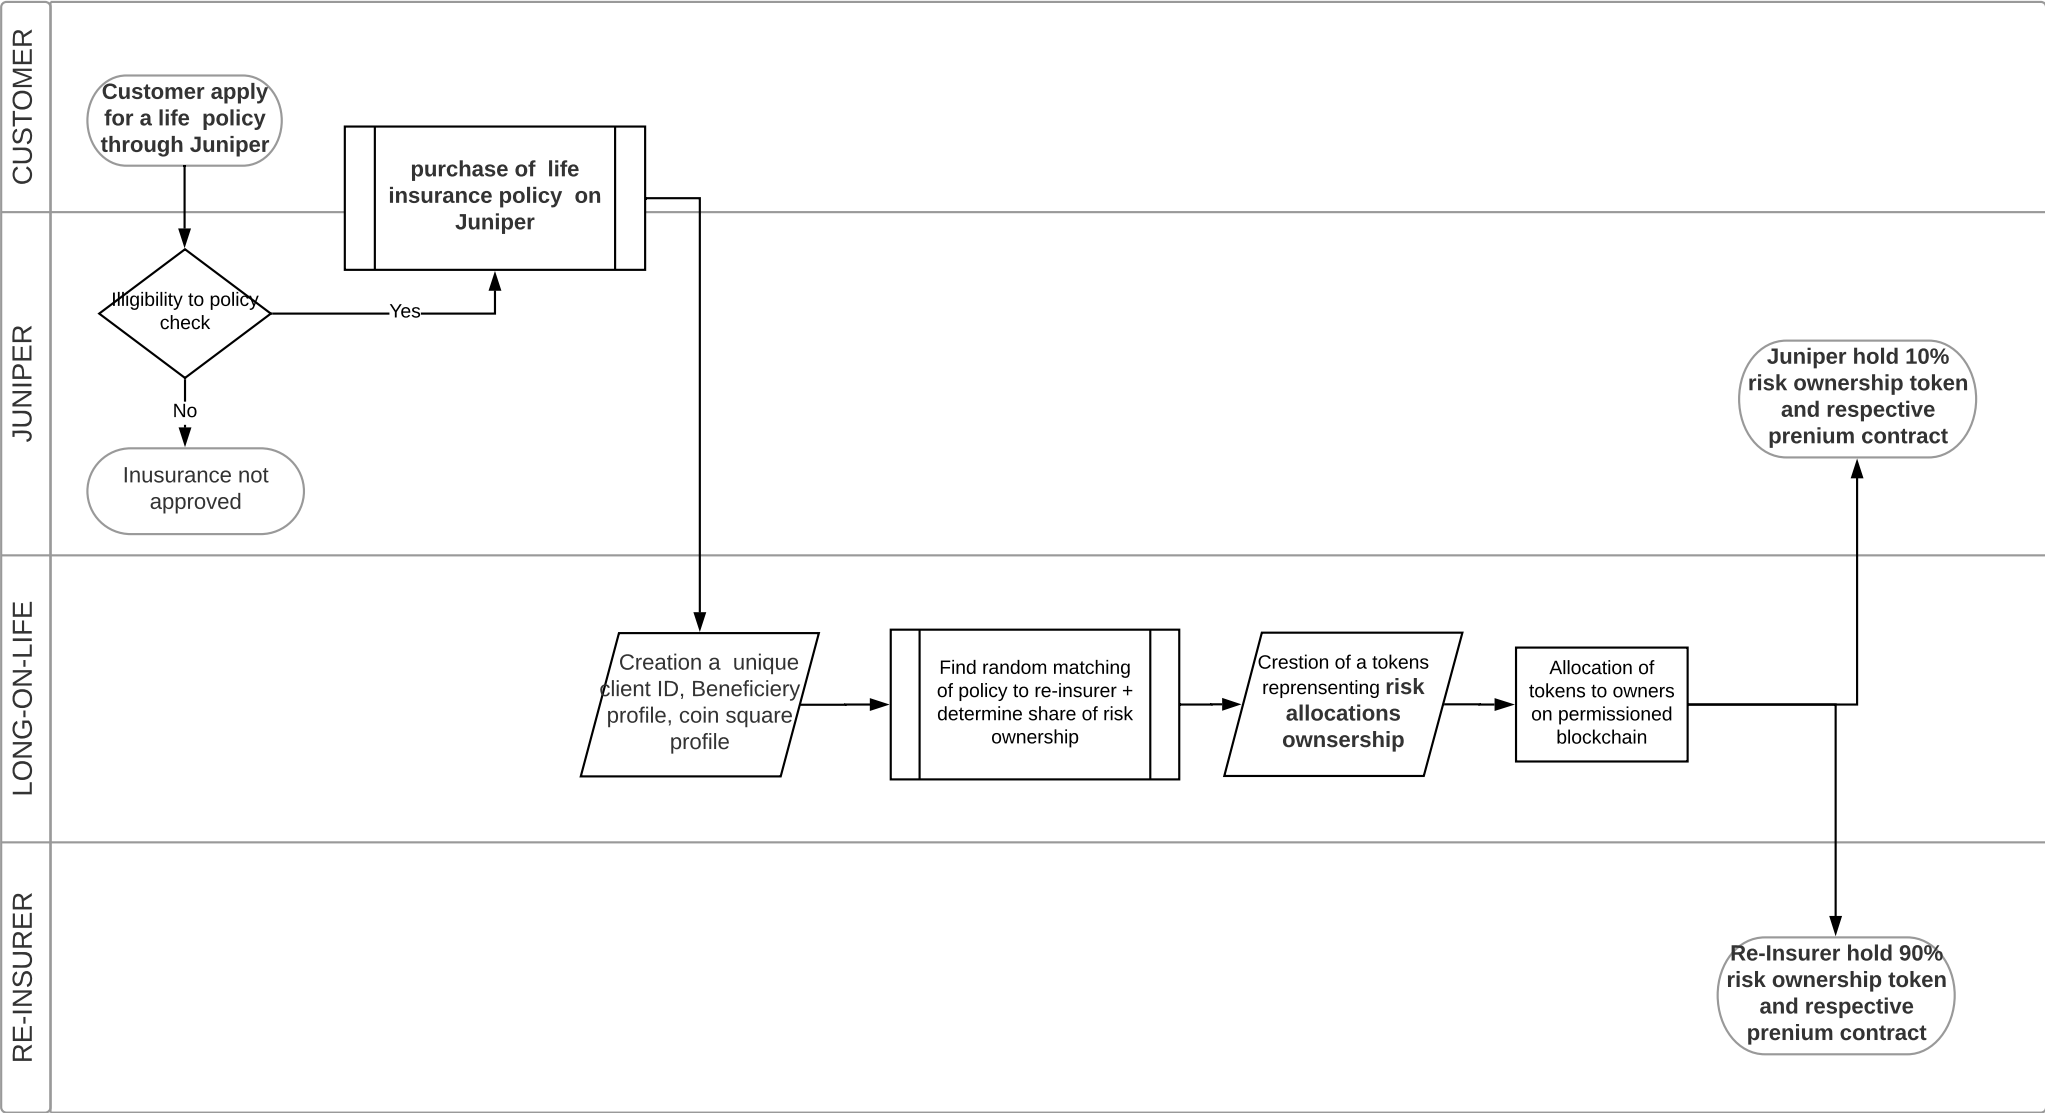 CUSTOMER
Customer apply
for a life policy
through Juniper
purchase of life
insurance policy on
Juniper
JUNIPER
Illigibility to policy
check
Yes
No
Inusurance not
approved
Juniper hold 10%
risk ownership token
and respective
prenium contract
LONG-ON-LIFE
Creation a unique
client ID, Beneficiery
profile, coin square
profile
Find random matching
of policy to re-insurer +
determine share of risk
ownership
Crestion of a tokens
reprensenting risk
allocations
ownsership
Allocation of
tokens to owners
on permissioned
blockchain
RE-INSURER
Re-Insurer hold 90%
risk ownership token
and respective
prenium contract